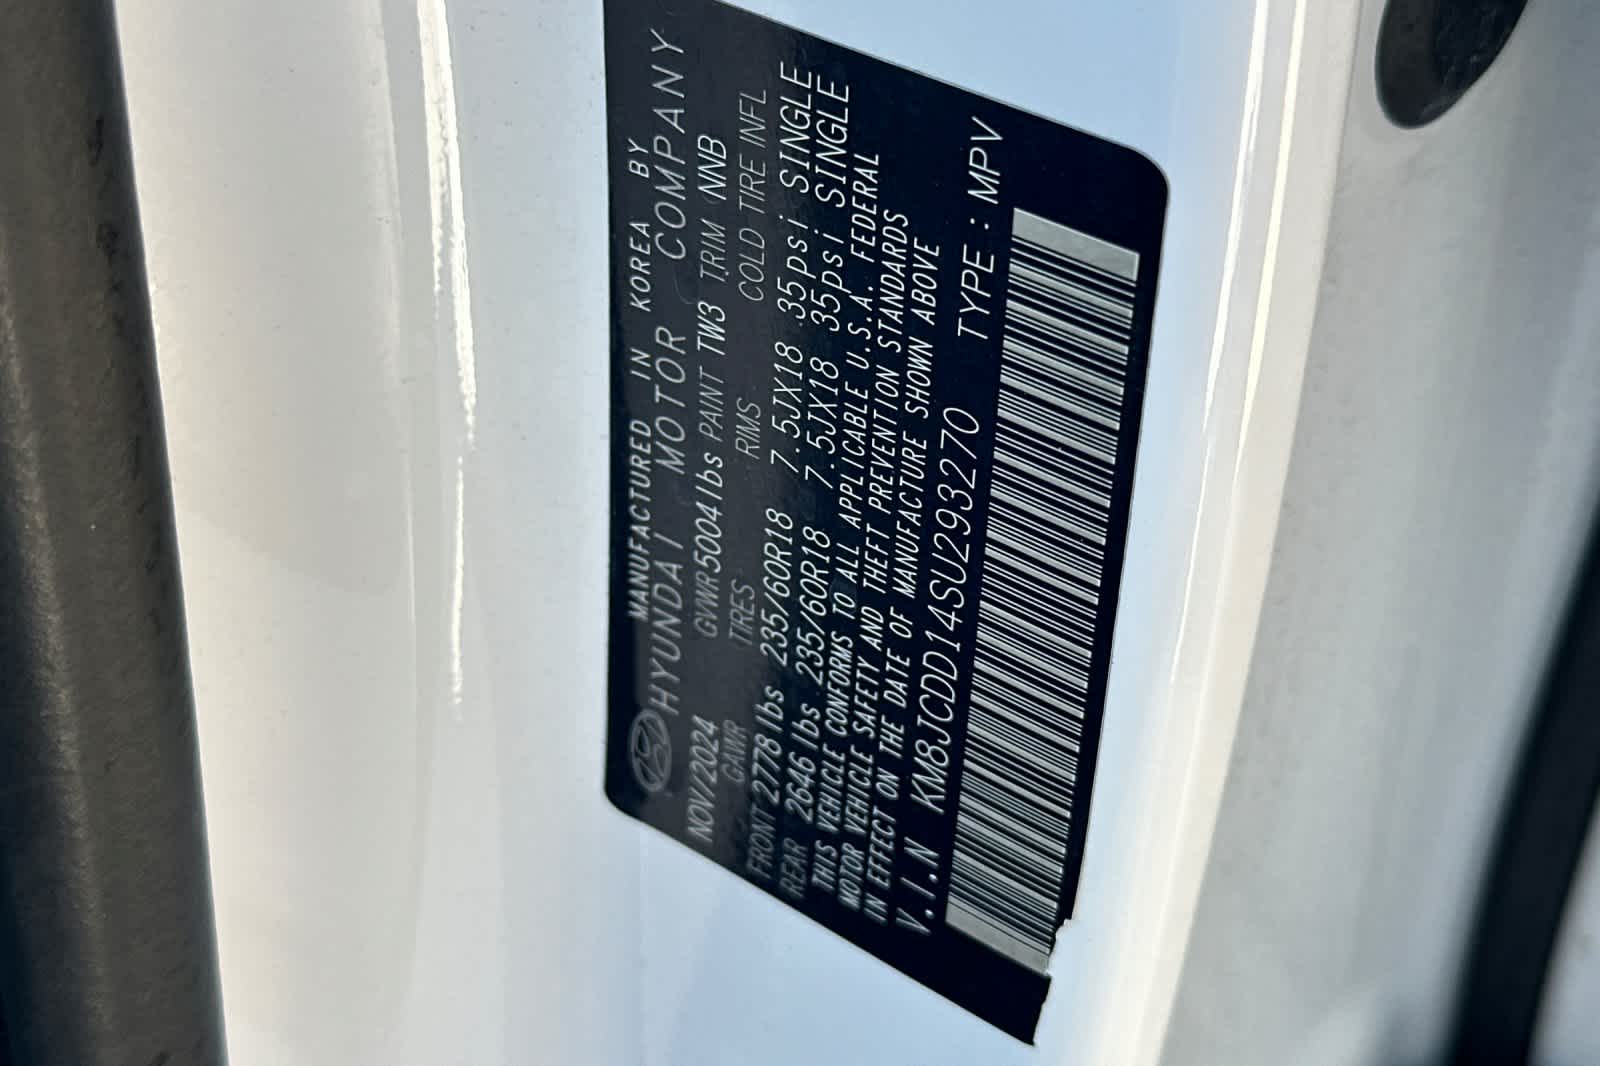 MANUFACTURED IN KOREA BY
HYUNDAI MOTOR COMPANY
NOV/2024 GVWR 5004 lbs PAINT TW3 TRIM NNB
GAWR TIRES RIMS COLD TIRE INFL
FRONT 2778 lbs 235/60R18 7.5JX18 35psi SINGLE
REAR 2646 lbs 235/60R18 7.5JX18 35psi SINGLE
THIS VEHICLE CONFORMS TO ALL APPLICABLE U.S.A. FEDERAL
MOTOR VEHICLE SAFETY AND THEFT PREVENTION STANDARDS
IN EFFECT ON THE DATE OF MANUFACTURE SHOWN ABOVE
V.I.N KM8JCDD14SU293270 TYPE : MPV